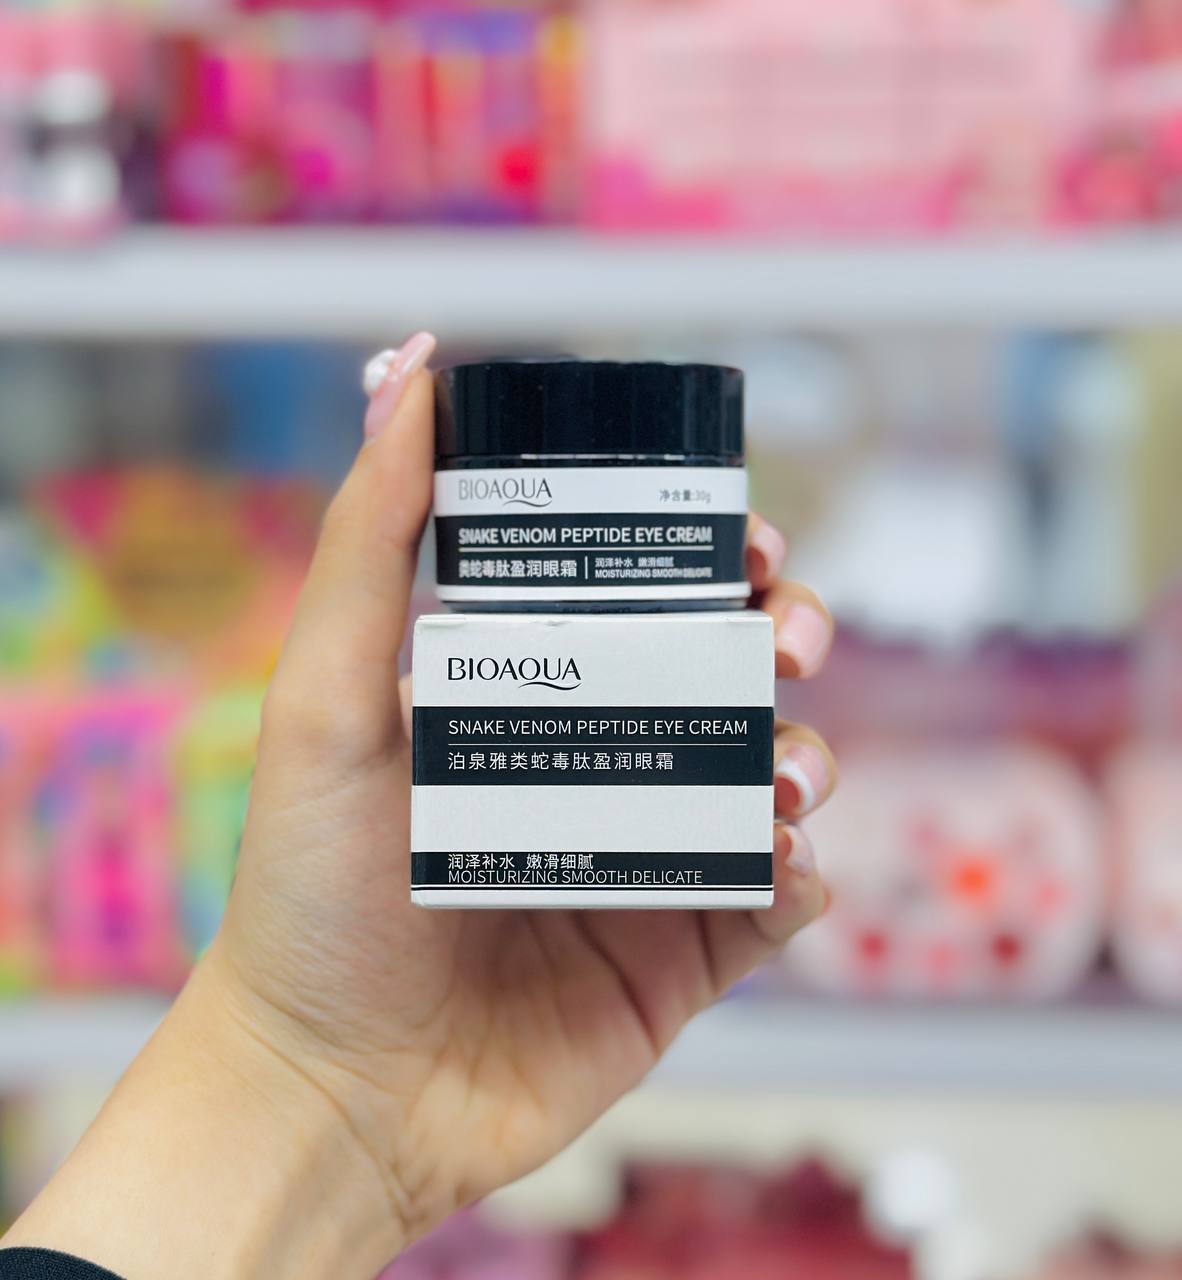 BIOAQUA
净含量:30g
SNAKE VENOM PEPTIDE EYE CREAM
类蛇毒肽盈润眼霜
润泽补水 嫩滑细腻
MOISTURIZING SMOOTH DELICATE
BIOAQUA
SNAKE VENOM PEPTIDE EYE CREAM
泊泉雅类蛇毒肽盈润眼霜
润泽补水 嫩滑细腻
MOISTURIZING SMOOTH DELICATE